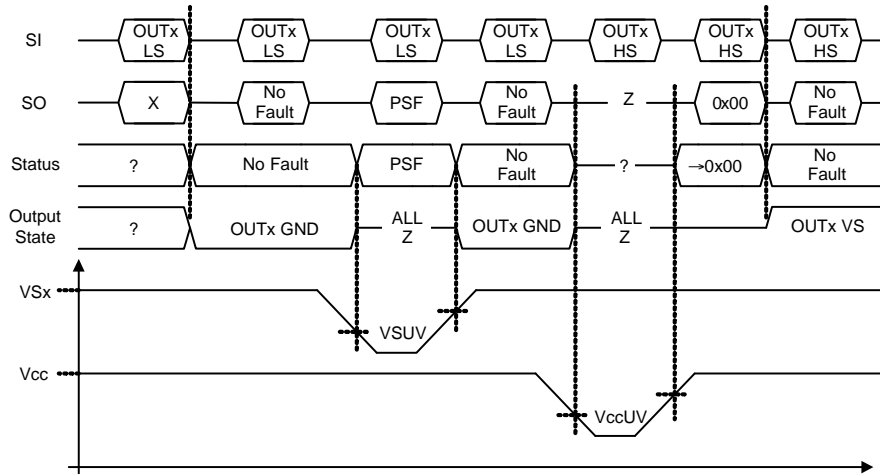 SI
OUTx
LS
OUTx
LS
OUTx
LS
OUTx
LS
OUTx
HS
OUTx
HS
OUTx
HS
SO
X
No
Fault
PSF
No
Fault
Z
0x00
No
Fault
Status
?
No Fault
PSF
No
Fault
?
→0x00
No
Fault
Output
State
?
OUTx GND
ALL
Z
OUTx GND
ALL
Z
OUTx VS
VSx
VSUV
Vcc
VccUV